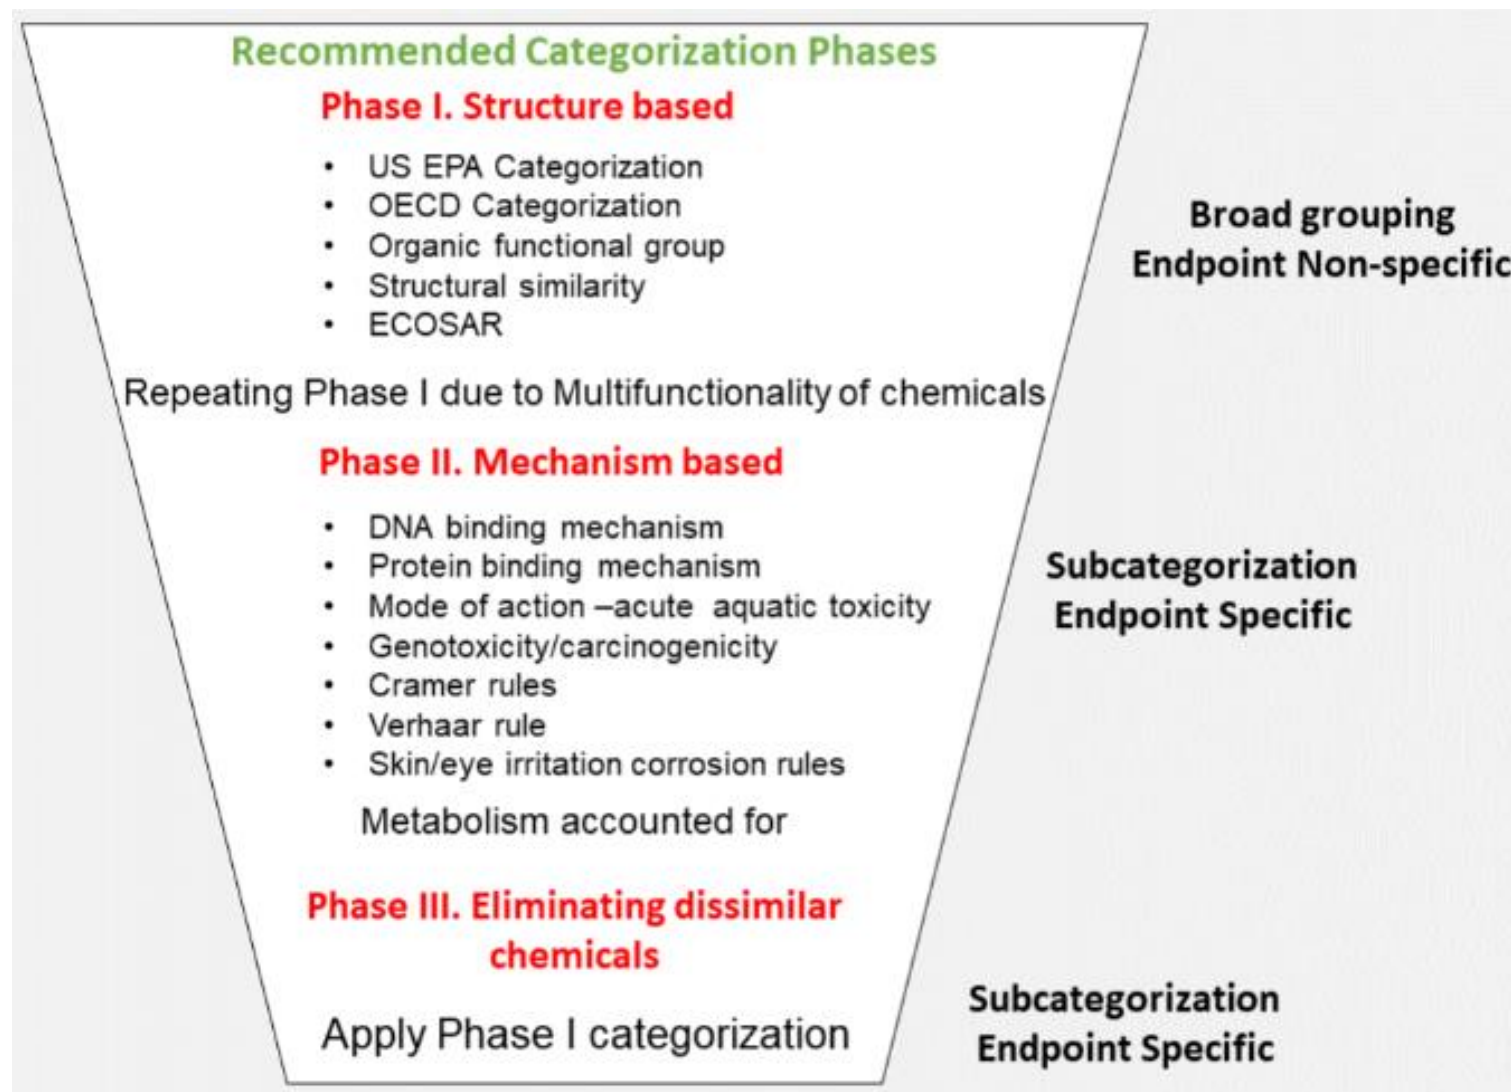 Recommended Categorization Phases
Phase I. Structure based
• US EPA Categorization
• OECD Categorization
• Organic functional group
• Structural similarity
• ECOSAR
Broad grouping
Endpoint Non-specific
Repeating Phase I due to Multifunctionality of chemicals
Phase II. Mechanism based
• DNA binding mechanism
• Protein binding mechanism
• Mode of action –acute aquatic toxicity
• Genotoxicity/carcinogenicity
• Cramer rules
• Verhaar rule
• Skin/eye irritation corrosion rules
Subcategorization
Endpoint Specific
Metabolism accounted for
Phase III. Eliminating dissimilar
chemicals
Apply Phase I categorization
Subcategorization
Endpoint Specific